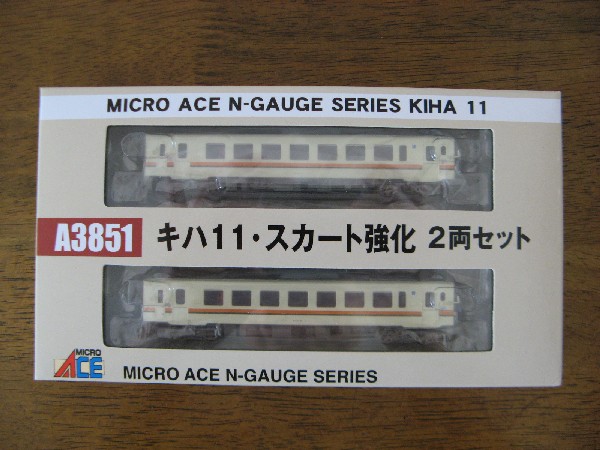 MICRO ACE N-GAUGE SERIES KIHA 11
A3851 キハ11・スカート強化 2両セット
MICRO ACE
MICRO ACE N-GAUGE SERIES